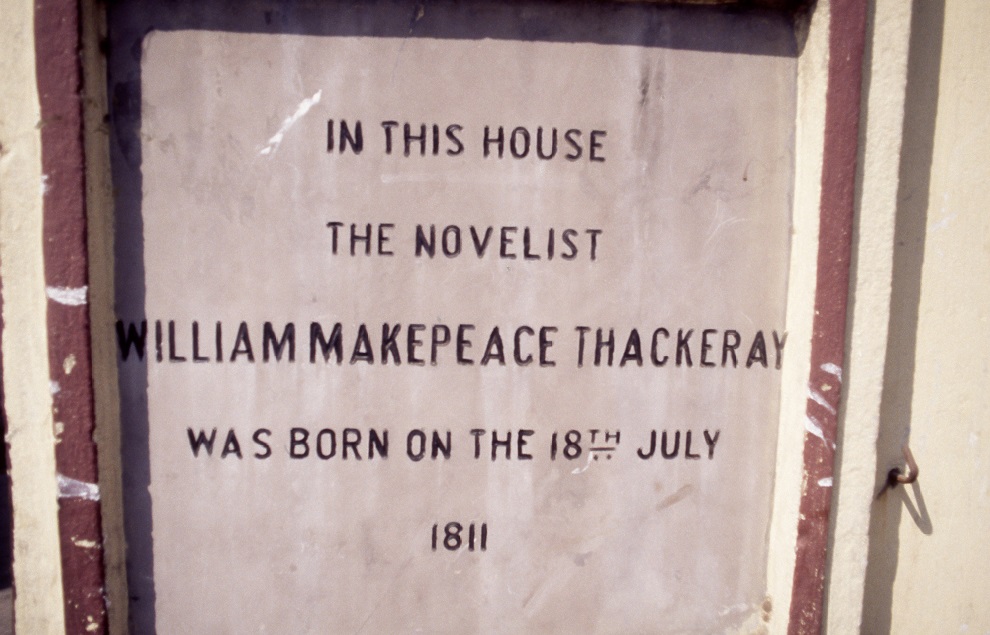 IN THIS HOUSE
THE NOVELIST
WILLIAM MAKEPEACE THACKERAY
WAS BORN ON THE 18TH JULY
1811